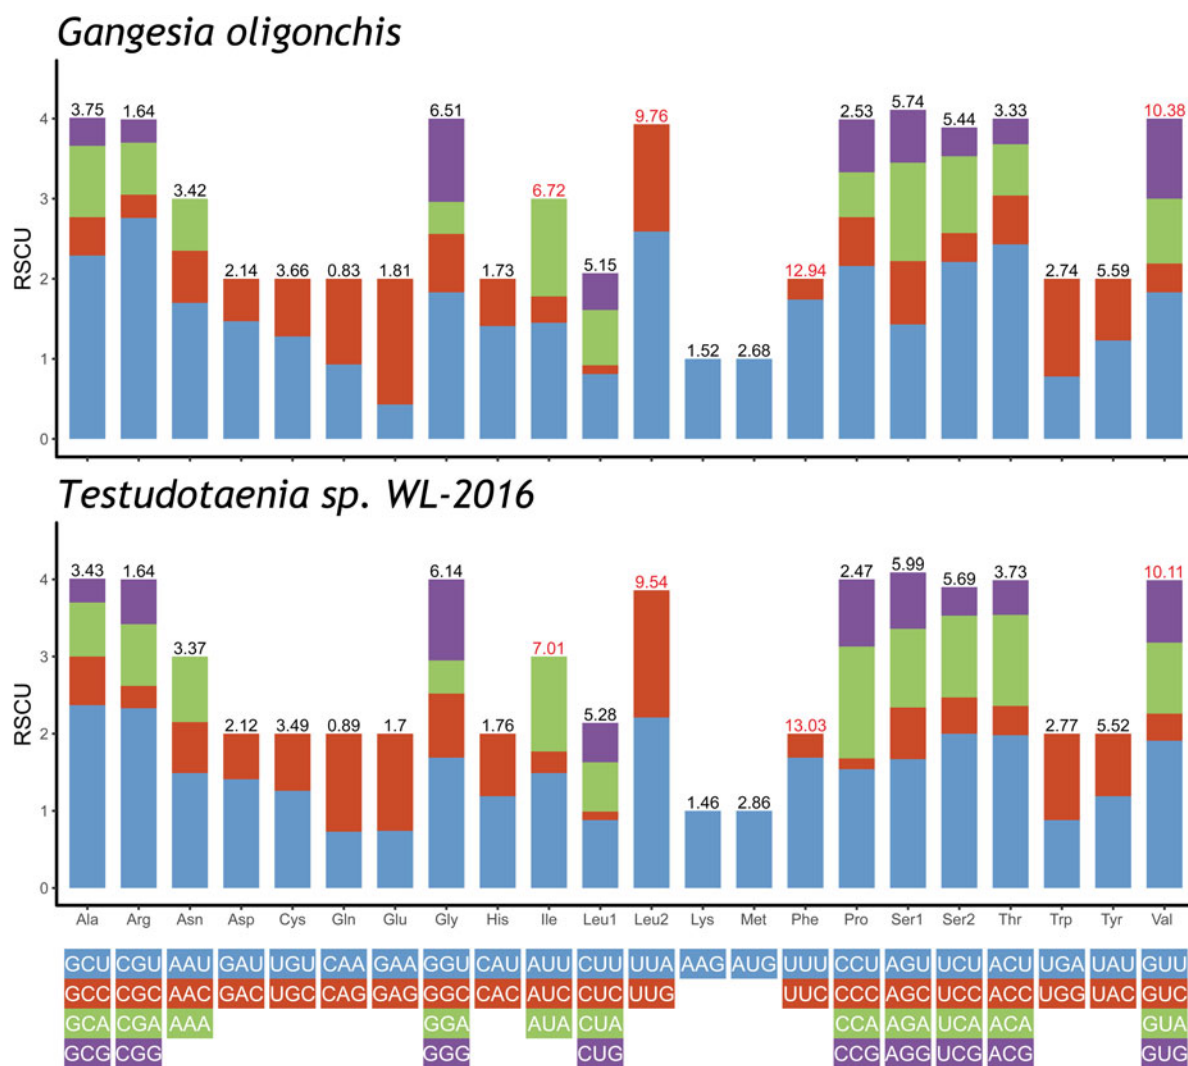 Gangesia oligonchis
RSCU
4
3
2
1
0
3.75 1.64 3.42 2.14 3.66 0.83 1.81 6.51 1.73 6.72 5.15 9.76 1.52 2.68 12.94 2.53 5.74 5.44 3.33 2.74 5.59 10.38
Testudotaenia sp. WL-2016
RSCU
4
3
2
1
0
3.43 1.64 3.37 2.12 3.49 0.89 1.7 6.14 1.76 7.01 5.28 9.54 1.46 2.86 13.03 2.47 5.99 5.69 3.73 2.77 5.52 10.11
Ala Arg Asn Asp Cys Gln Glu Gly His Ile Leu1 Leu2 Lys Met Phe Pro Ser1 Ser2 Thr Trp Tyr Val
GCU CGU AAU GAU UGU CAA GAA GGU CAU AUU CUU UUA AAG AUG UUU CCU AGU UCU ACU UGA UAU GUU
GCC CGC AAC GAC UGC CAG GAG GGC CAC AUC CUC UUG UUC CCC AGC UCC ACC UGG UAC GUC
GCA CGA AAA GGA AUA CUA CCA AGA UCA ACA GUA
GCG CGG GGG CUG CCG AGG UCG ACG GUG